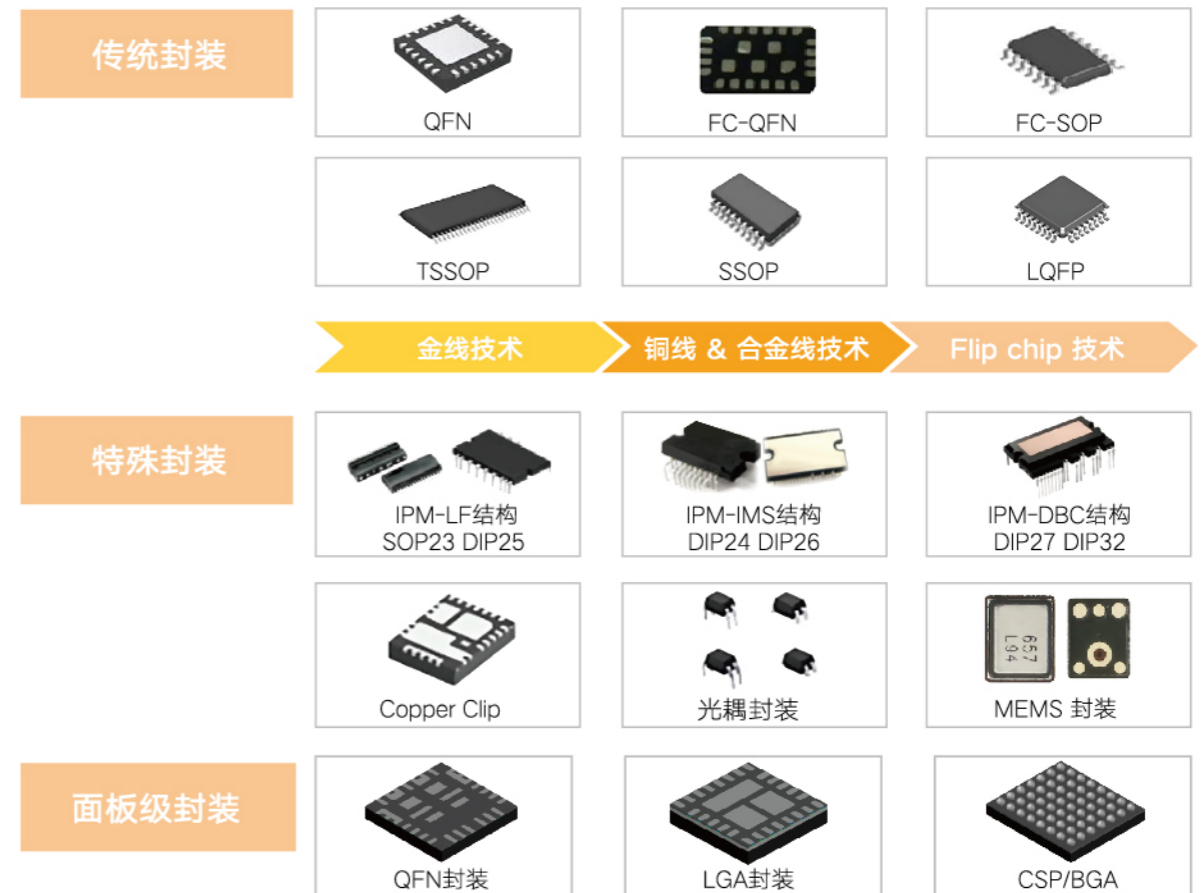 传统封装
QFN
FC-QFN
FC-SOP
TSSOP
SSOP
LQFP
金线技术
铜线 & 合金线技术
Flip chip 技术
特殊封装
IPM-LF结构
SOP23 DIP25
IPM-IMS结构
DIP24 DIP26
IPM-DBC结构
DIP27 DIP32
Copper Clip
光耦封装
657
L94
MEMS 封装
面板级封装
QFN封装
LGA封装
CSP/BGA